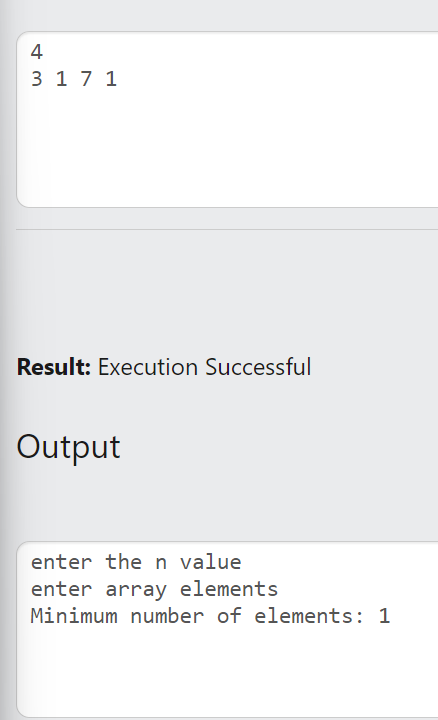 4
3 1 7 1
Result: Execution Successful
Output
enter the n value
enter array elements
Minimum number of elements: 1